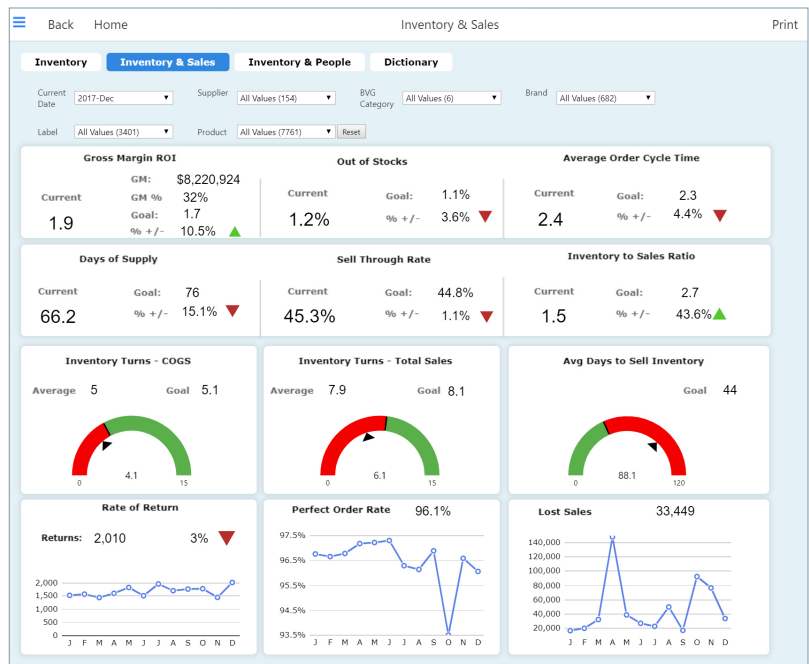 Back Home Inventory & Sales Print
Inventory Inventory & Sales Inventory & People Dictionary
Current Date 2017-Dec Supplier All Values (154) BVG Category All Values (6) Brand All Values (682)
Label All Values (3401) Product All Values (7761) Reset
Gross Margin ROI
GM: $8,220,924
Current GM % 32%
1.9 Goal: 1.7
% +/- 10.5%
Out of Stocks
Current Goal: 1.1%
1.2% % +/- 3.6%
Average Order Cycle Time
Current Goal: 2.3
2.4 % +/- 4.4%
Days of Supply
Current Goal: 76
66.2 % +/- 15.1%
Sell Through Rate
Current Goal: 44.8%
45.3% % +/- 1.1%
Inventory to Sales Ratio
Current Goal: 2.7
1.5 % +/- 43.6%
Inventory Turns - COGS
Average 5 Goal 5.1
4.1
0 15
Inventory Turns - Total Sales
Average 7.9 Goal 8.1
6.1
0 15
Avg Days to Sell Inventory
Goal 44
88.1
0 120
Rate of Return
Returns: 2,010 3%
2,000
1,500
1,000
500
0
J F M A M J J A S O N D
Perfect Order Rate 96.1%
97.5%
96.5%
95.5%
94.5%
93.5%
J F M A M J J A S O N D
Lost Sales 33,449
140,000
120,000
100,000
80,000
60,000
40,000
20,000
J F M A M J J A S O N D